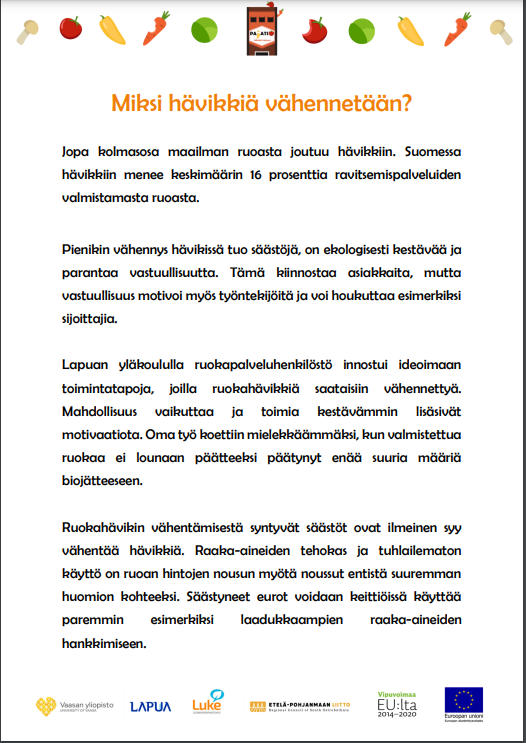 Miksi hävikkiä vähennetään?
Jopa kolmasosa maailman ruoasta joutuu hävikkiin. Suomessa
hävikkiin menee keskimäärin 16 prosenttia ravitsemispalveluiden
valmistamasta ruoasta.
Pienikin vähennys hävikissä tuo säästöjä, on ekologisesti kestävää ja
parantaa vastuullisuutta. Tämä kiinnostaa asiakkaita, mutta
vastuullisuus motivoi myös työntekijöitä ja voi houkuttaa esimerkiksi
sijoittajia.
Lapuan yläkoululla ruokapalveluhenkilöstö innostui ideoimaan
toimintatapoja, joilla ruokahävikkiä saataisiin vähennettyä.
Mahdollisuus vaikuttaa ja toimia kestävämmin lisäsivät
motivaatiota. Oma työ koettiin mielekkäämmäksi, kun valmistettua
ruokaa ei lounaan päätteeksi päätynyt enää suuria määriä
biojätteeseen.
Ruokahävikin vähentämisestä syntyvät säästöt ovat ilmeinen syy
vähentää hävikkiä. Raaka-aineiden tehokas ja tuhlailematon
käyttö on ruoan hintojen nousun myötä noussut entistä suuremman
huomion kohteeksi. Säästyneet eurot voidaan keittiöissä käyttää
paremmin esimerkiksi laadukkaampien raaka-aineiden
hankkimiseen.
Vaasan yliopisto
UNIVERSITY OF VAASA
LAPUA
Luke
ETELÄ-POHJANMAAN LIITTO
Regional Council of South Ostrobothnia
Vipuvoimaa
EU:lta
2014–2020
Euroopan unioni